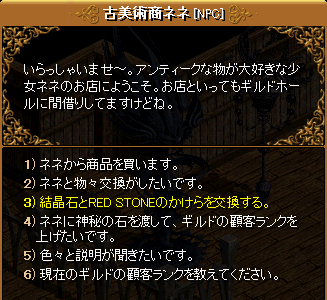 古美術商ネネ [NPC]
いらっしゃいませ~。アンティークな物が大好きな少
女ネネのお店にようこそ。お店といってもギルドホー
ルに間借りしてますけどね。
1) ネネから商品を買います。
2) ネネと物々交換がしたいです。
3) 結晶石とRED STONEのかけらを交換する。
4) ネネに神秘の石を渡して、ギルドの顧客ランクを
上げたいです。
5) 色々と説明が聞きたいです。
6) 現在のギルドの顧客ランクを教えてください。